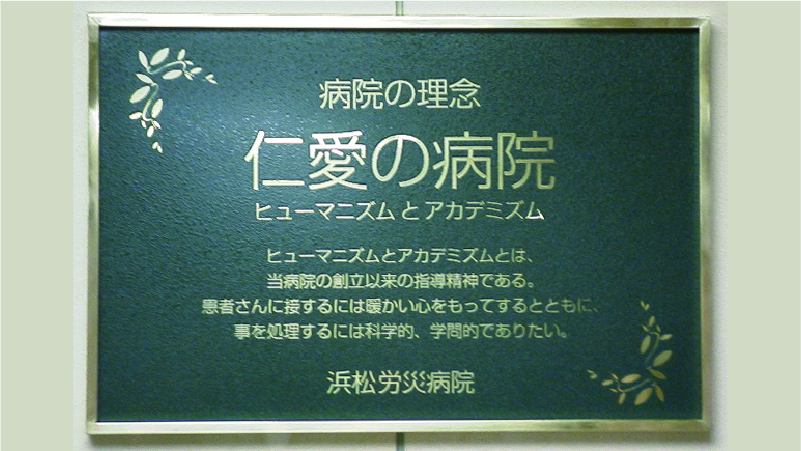 病院の理念
仁愛の病院
ヒューマニズムとアカデミズム
ヒューマニズムとアカデミズムとは、
当病院の創立以来の指導精神である。
患者さんに接するには暖かい心をもってするとともに、
事を処理するには科学的、学問的でありたい。
浜松労災病院